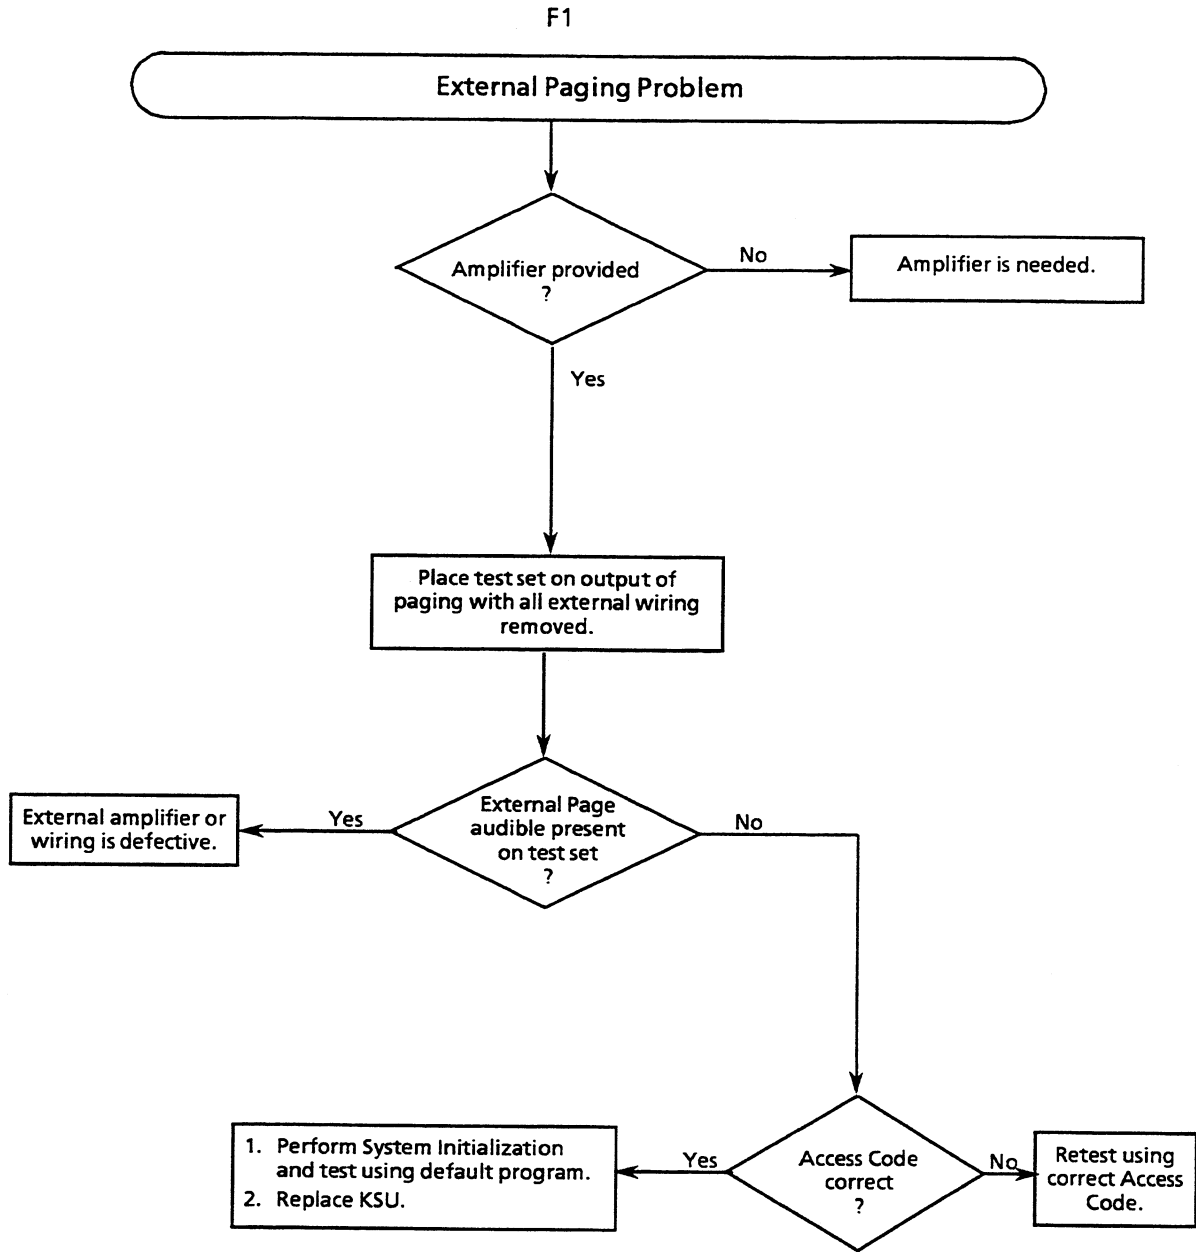 F1
External Paging Problem
Amplifier provided
?
No
Amplifier is needed.
Yes
Place test set on output of
paging with all external wiring
removed.
External Page
audible present
on test set
?
Yes
External amplifier or
wiring is defective.
No
Access Code
correct
?
Yes
1. Perform System Initialization
and test using default program.
2. Replace KSU.
No
Retest using
correct Access
Code.